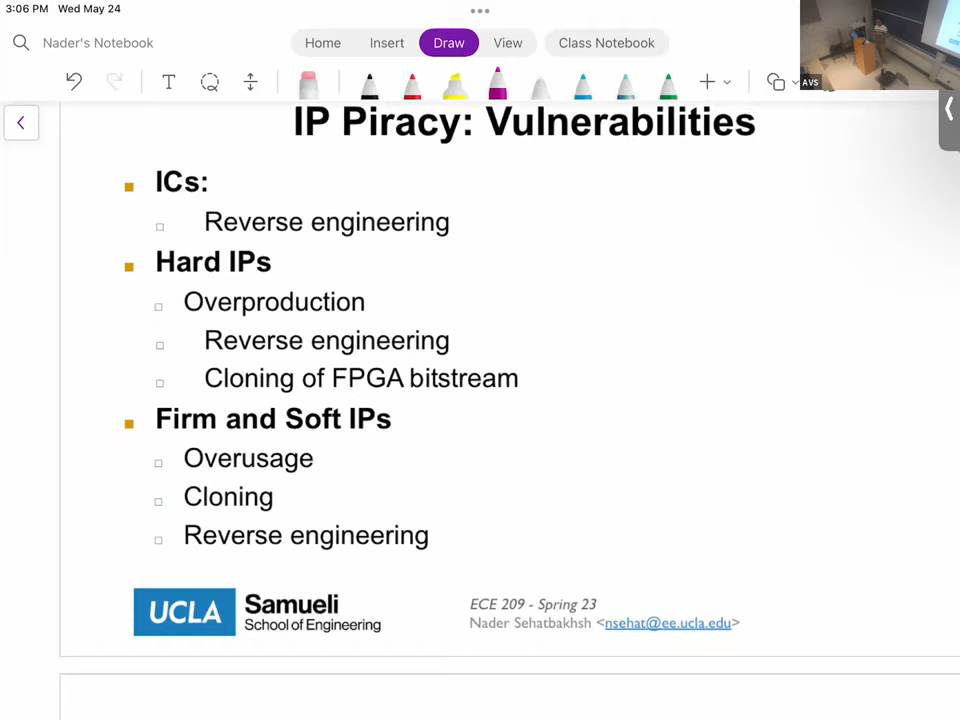 3:06 PM Wed May 24
Nader's Notebook
Home Insert Draw View Class Notebook
T
AVS
IP Piracy: Vulnerabilities
ICs:
Reverse engineering
Hard IPs
Overproduction
Reverse engineering
Cloning of FPGA bitstream
Firm and Soft IPs
Overusage
Cloning
Reverse engineering
UCLA Samueli
School of Engineering
ECE 209 - Spring 23
Nader Sehatbakhsh <nsehat@ee.ucla.edu>